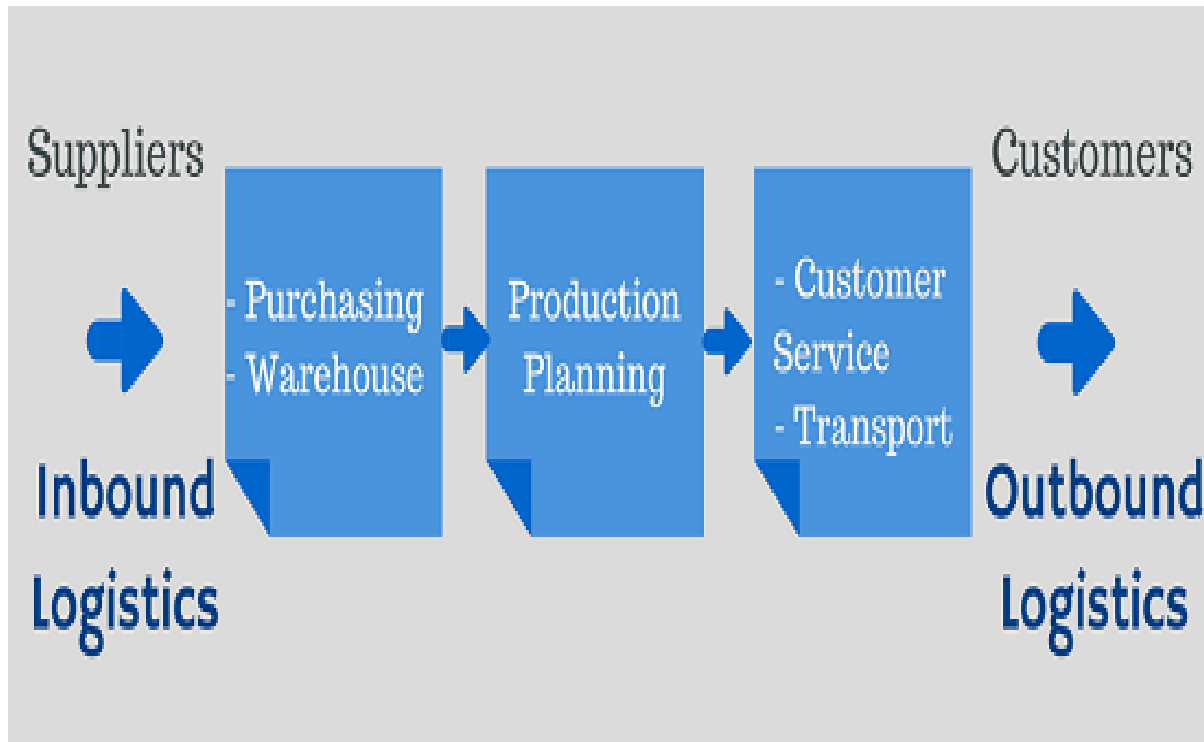 Suppliers
Inbound
Logistics
- Purchasing
- Warehouse
Production
Planning
- Customer
Service
- Transport
Customers
Outbound
Logistics